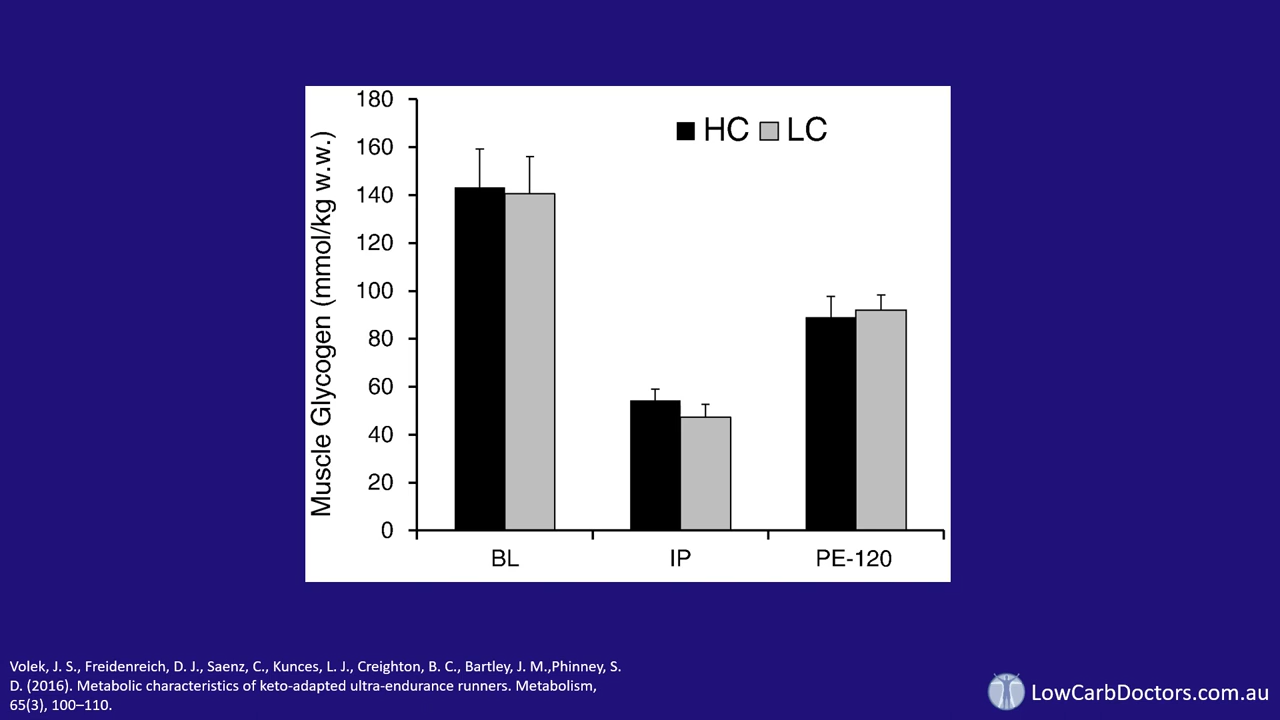 180
160
140
120
100
80
60
40
20
0
Muscle Glycogen (mmol/kg w.w.)
HC LC
BL IP PE-120
Volek, J. S., Freidenreich, D. J., Saenz, C., Kunces, L. J., Creighton, B. C., Bartley, J. M.,Phinney, S.
D. (2016). Metabolic characteristics of keto-adapted ultra-endurance runners. Metabolism,
65(3), 100–110.
LowCarbDoctors.com.au